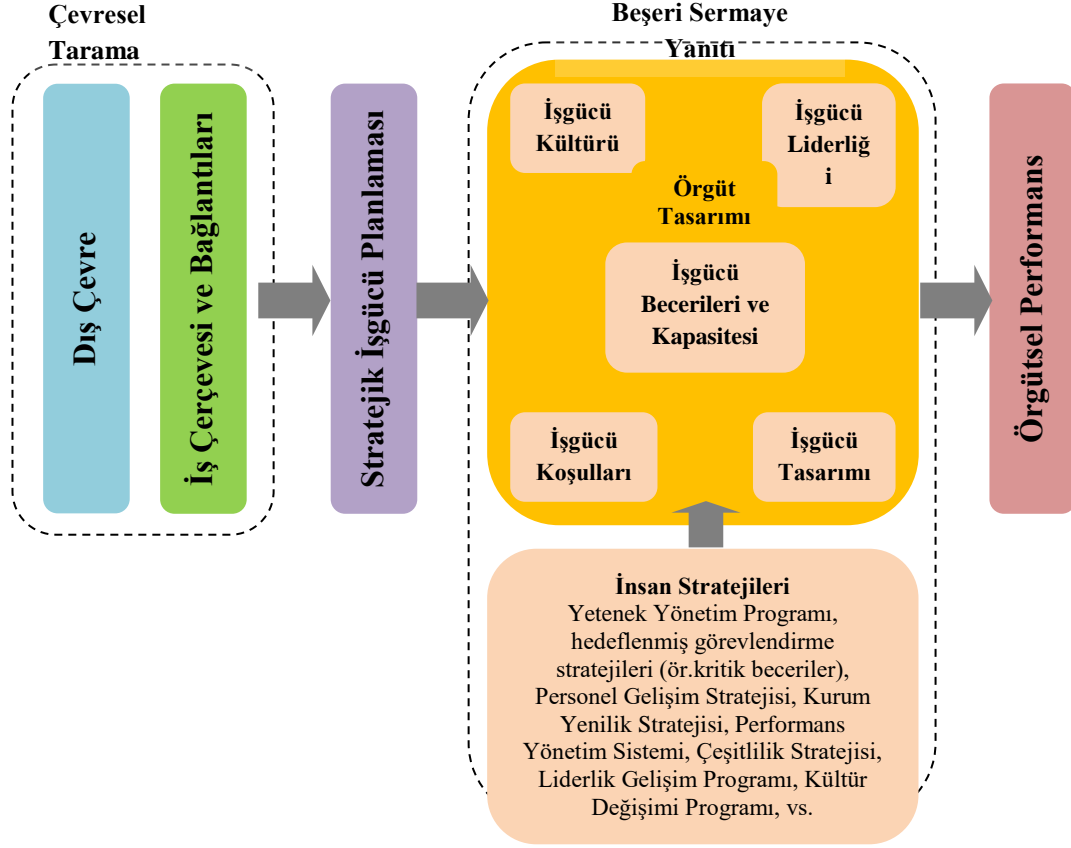 Çevresel
Tarama
Dış Çevre
İş Çerçevesi ve Bağlantıları
Stratejik İşgücü Planlaması
Beşeri Sermaye
Yanıtı
İşgücü
Kültürü
İşgücü
Liderliğ
i
Örgüt
Tasarımı
İşgücü
Becerileri ve
Kapasitesi
İşgücü
Koşulları
İşgücü
Tasarımı
İnsan Stratejileri
Yetenek Yönetim Programı,
hedeflenmiş görevlendirme
stratejileri (ör.kritik beceriler),
Personel Gelişim Stratejisi, Kurum
Yenilik Stratejisi, Performans
Yönetim Sistemi, Çeşitlilik Stratejisi,
Liderlik Gelişim Programı, Kültür
Değişimi Programı, vs.
Örgütsel Performans